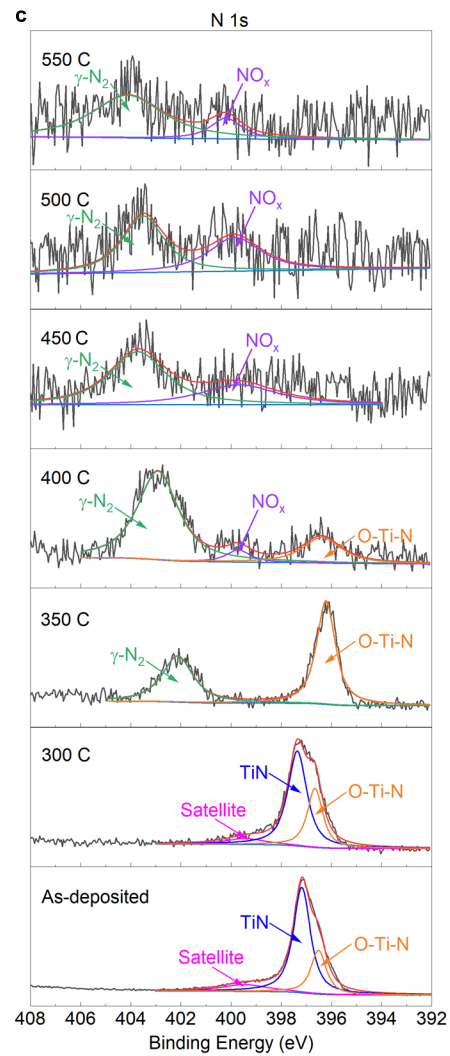 c
N 1s
550 C
γ-N₂
NOₓ
500 C
γ-N₂
NOₓ
450 C
γ-N₂
NOₓ
400 C
γ-N₂
NOₓ
O-Ti-N
350 C
γ-N₂
O-Ti-N
300 C
TiN
O-Ti-N
Satellite
As-deposited
TiN
O-Ti-N
Satellite
408 406 404 402 400 398 396 394 392
Binding Energy (eV)